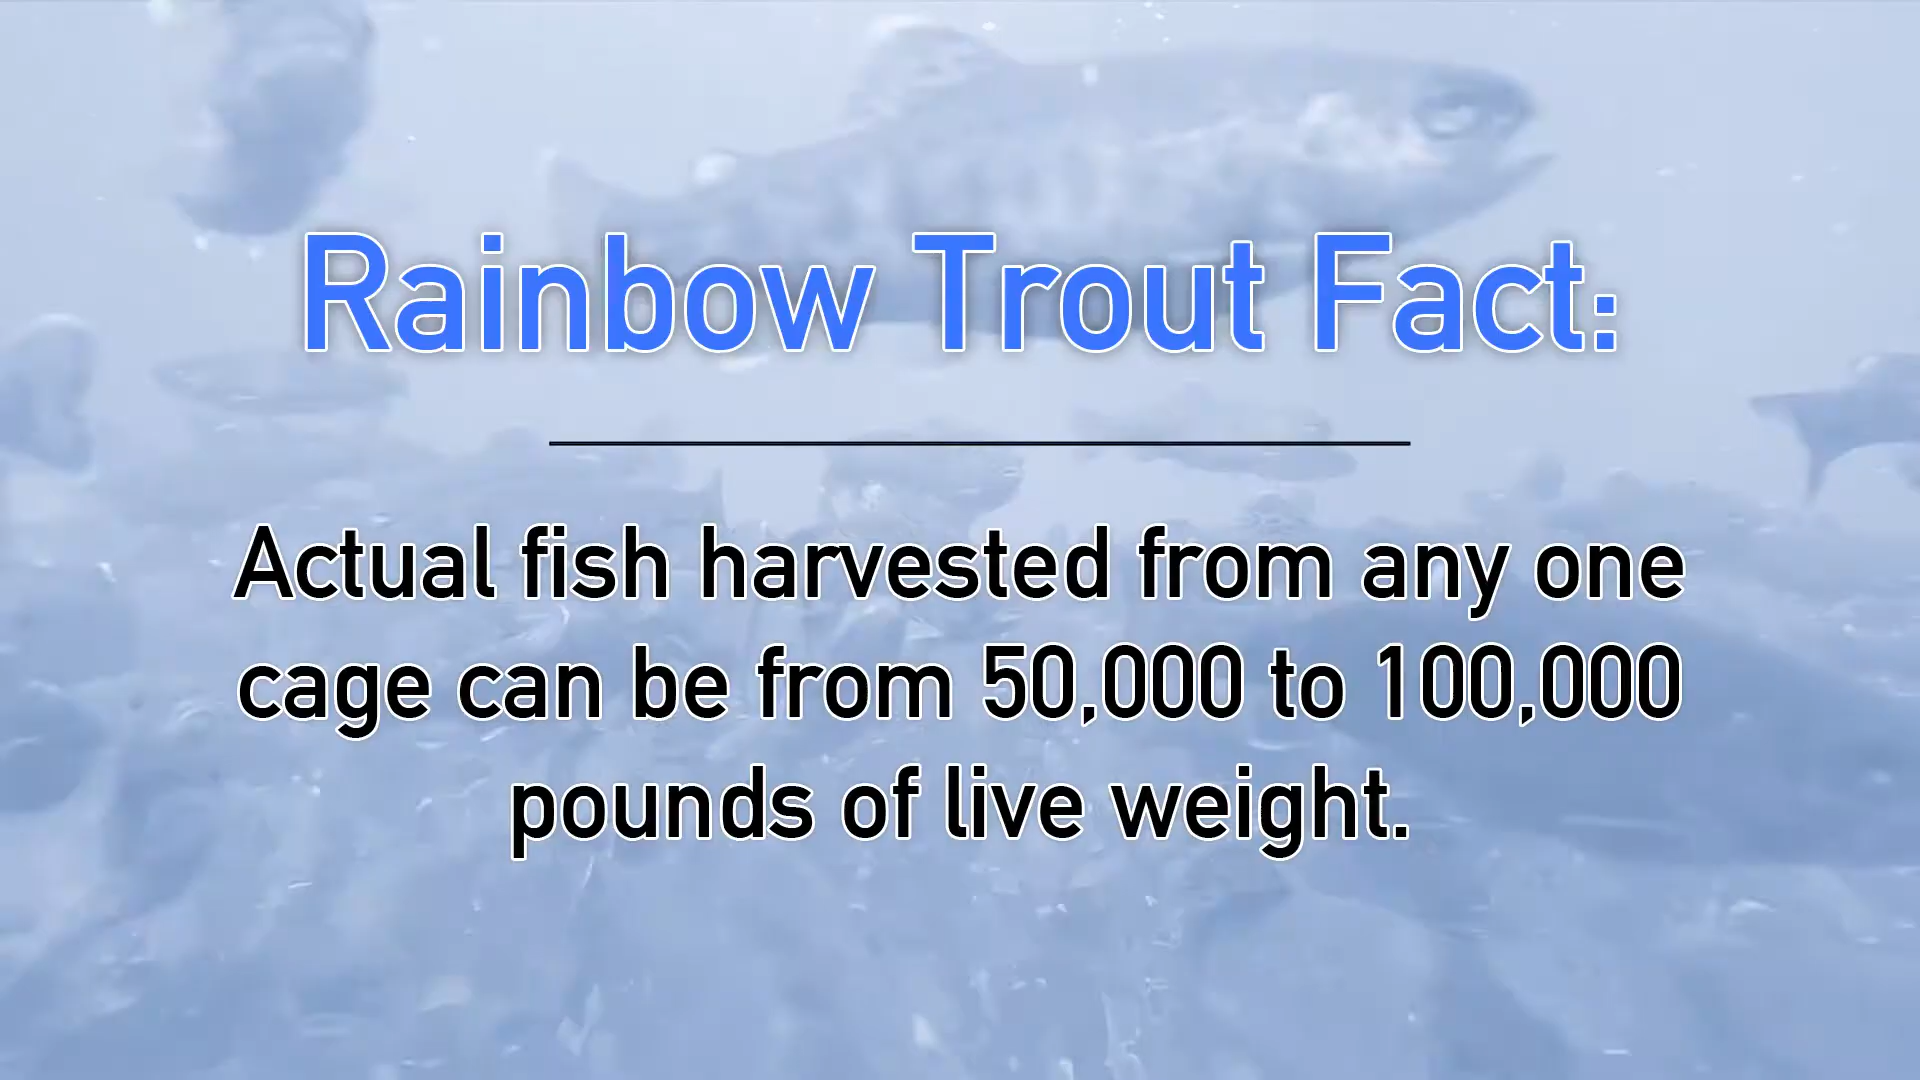 Rainbow Trout Fact:
Actual fish harvested from any one
cage can be from 50,000 to 100,000
pounds of live weight.